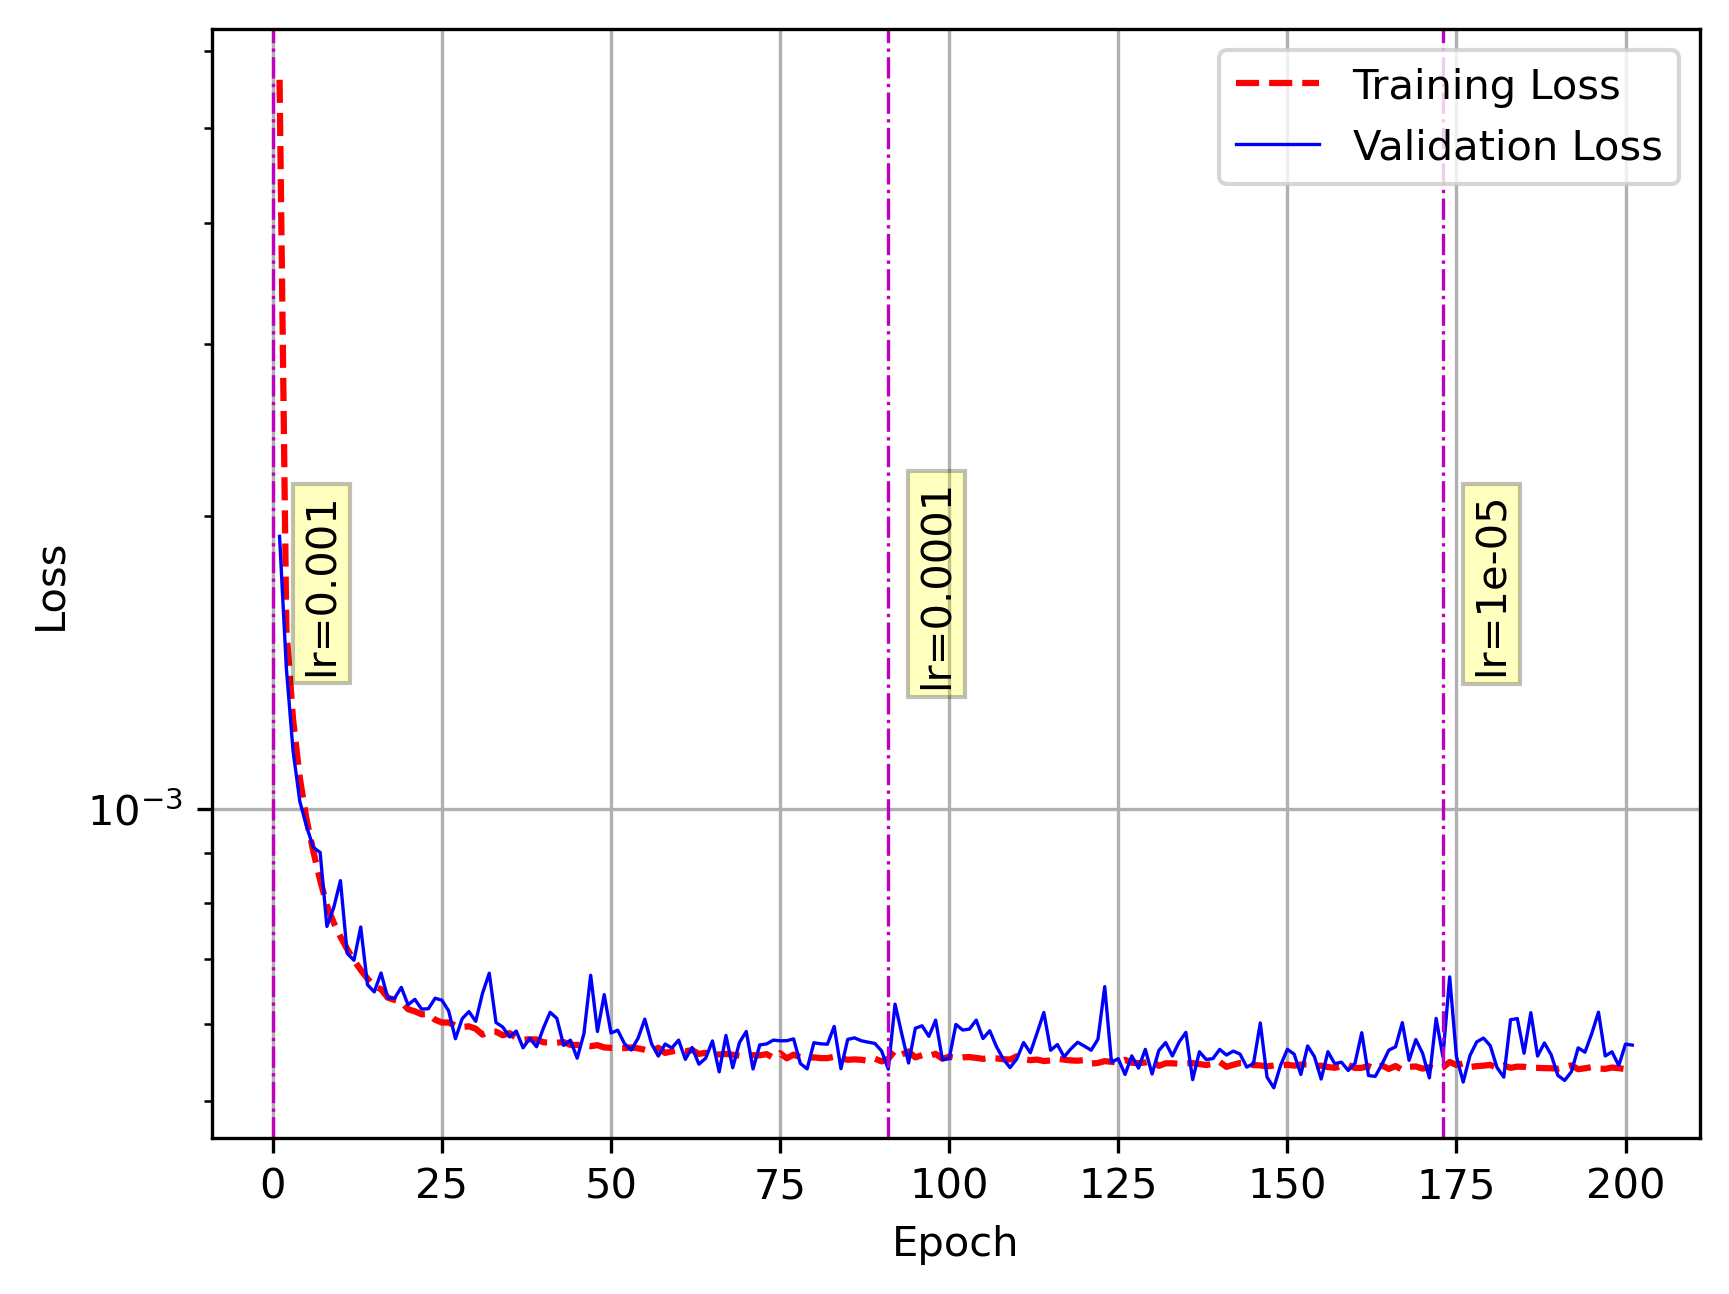 Training Loss
Validation Loss
lr=0.001
lr=0.0001
lr=1e-05
Loss
10⁻³
0 25 50 75 100 125 150 175 200
Epoch